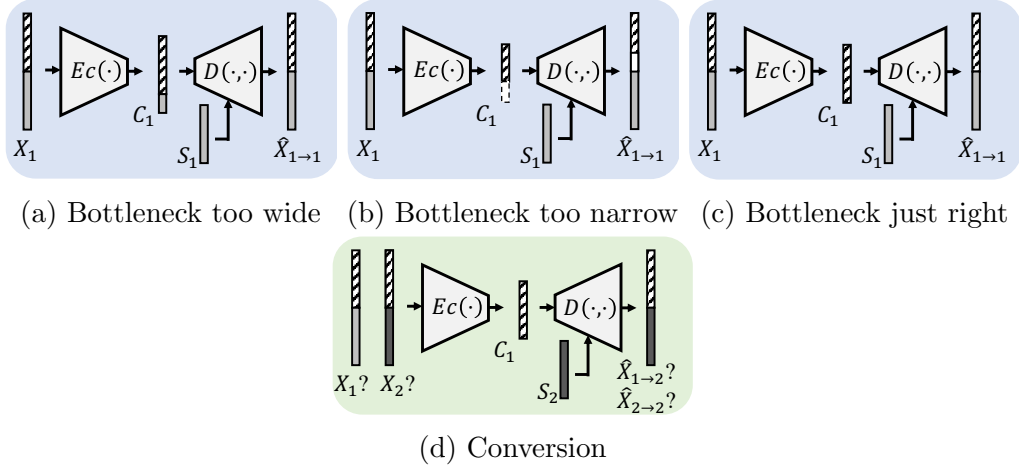 Ec(·) D(·,·) Ec(·) D(·,·) Ec(·) D(·,·)
C₁ C₁ C₁
X₁ S₁ X̂₁→₁ X₁ S₁ X̂₁→₁ X₁ S₁ X̂₁→₁
(a) Bottleneck too wide (b) Bottleneck too narrow (c) Bottleneck just right
Ec(·) D(·,·)
C₁
X₁? X₂? S₂ X̂₁→₂?
X̂₂→₂?
(d) Conversion